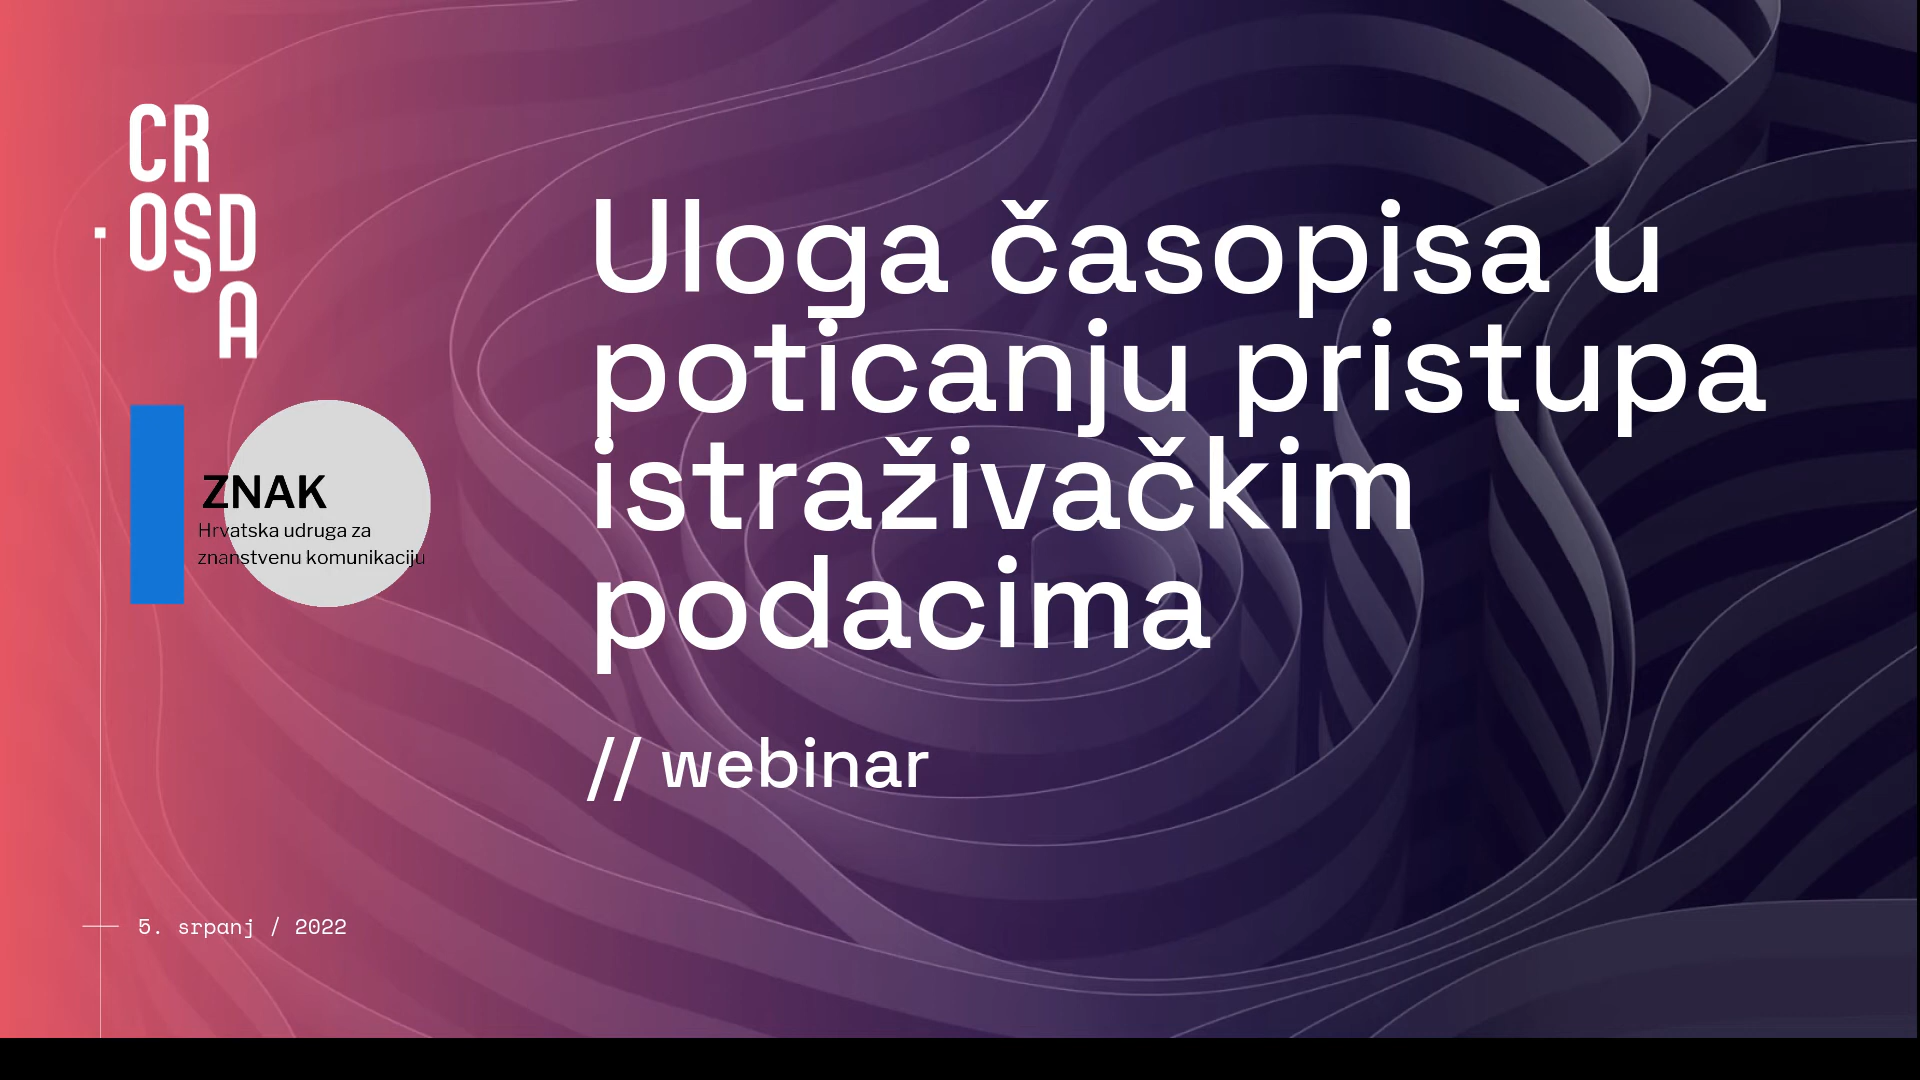 CR
OSD
A
ZNAK
Hrvatska udruga za
znanstvenu komunikaciju
Uloga časopisa u
poticanju pristupa
istraživačkim
podacima
// webinar
5. srpanj / 2022